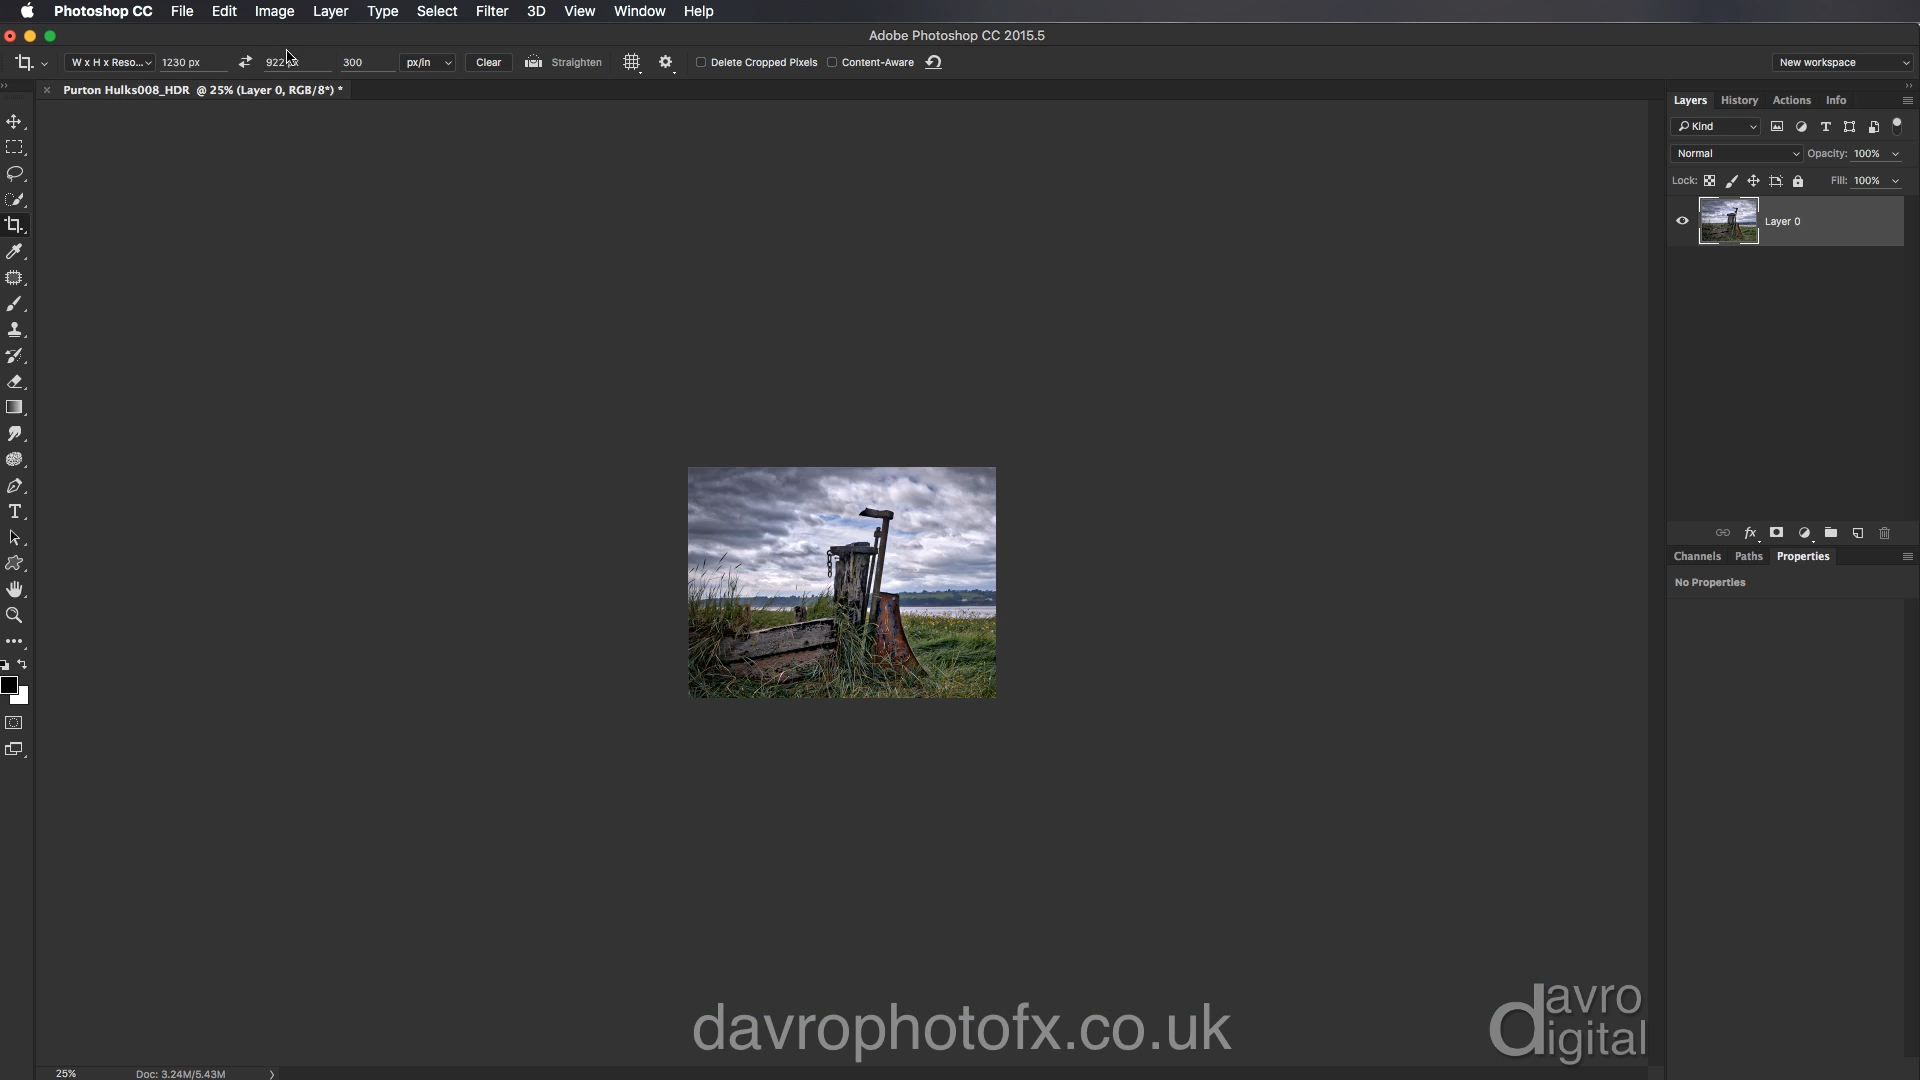 Photoshop CC File Edit Image Layer Type Select Filter 3D View Window Help
Adobe Photoshop CC 2015.5
W x H x Reso... 1230 px 922 px 300 px/in Clear Straighten Delete Cropped Pixels Content-Aware New workspace
Purton Hulks008_HDR @ 25% (Layer 0, RGB/8*) *
Layers History Actions Info
Kind
Normal Opacity: 100%
Lock: Fill: 100%
Layer 0
fx
Channels Paths Properties
No Properties
davrophotofx.co.uk
davro
digital
25% Doc: 3.24M/5.43M